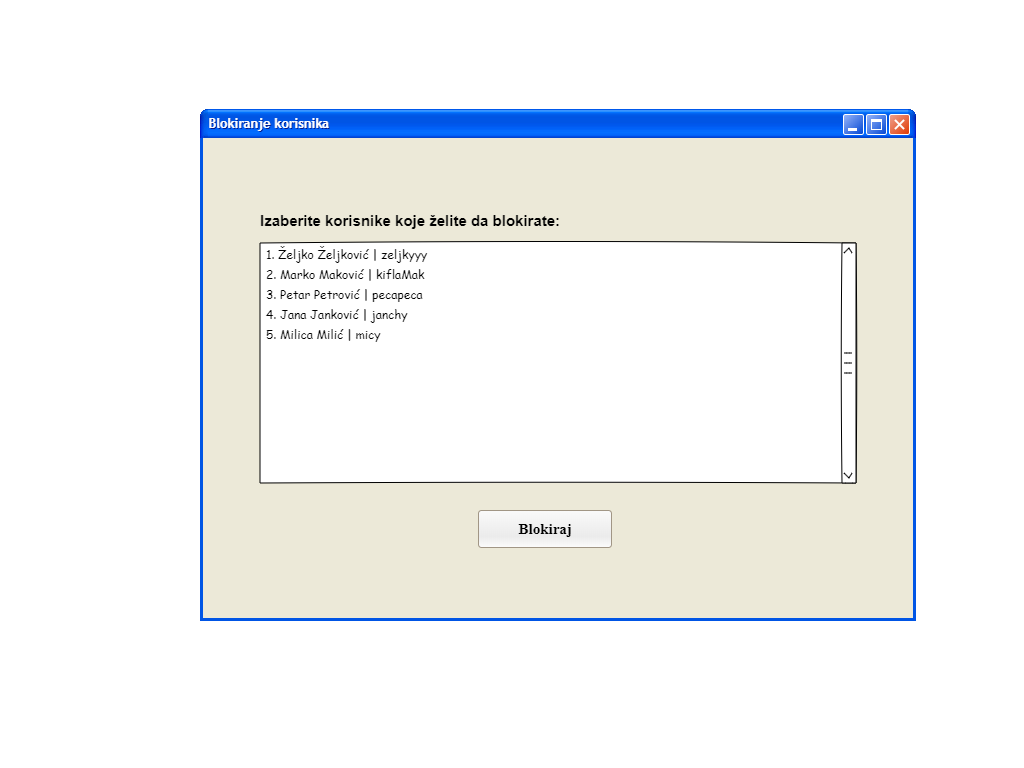 Blokiranje korisnika
Izaberite korisnike koje želite da blokirate:
1. Željko Željković | zeljkyyy
2. Marko Maković | kiflaMak
3. Petar Petrović | pecapeca
4. Jana Janković | janchy
5. Milica Milić | micy
Blokiraj